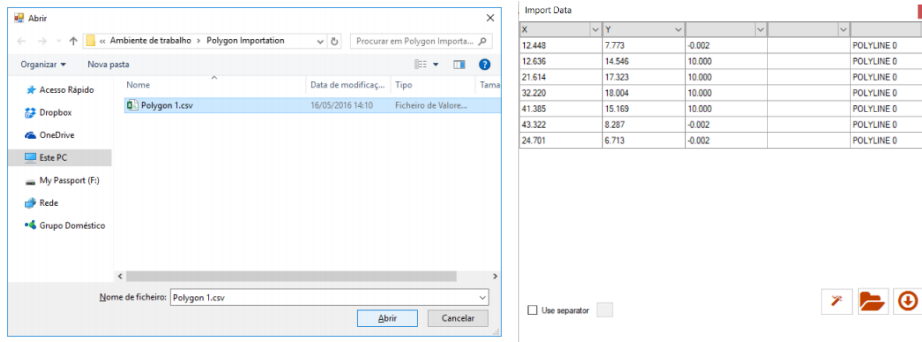 Abrir
« Ambiente de trabalho > Polygon Importation
Procurar em Polygon Importa...
Organizar Nova pasta
Nome Data de modificaç... Tipo Tama
Polygon 1.csv 16/05/2016 14:10 Ficheiro de Valore...
Acesso Rápido
Dropbox
OneDrive
Este PC
My Passport (F:)
Rede
Grupo Doméstico
Nome de ficheiro: Polygon 1.csv
Abrir Cancelar
Import Data
X Y
12.448 7.773 -0.002 POLYLINE 0
12.636 14.546 10.000 POLYLINE 0
21.614 17.323 10.000 POLYLINE 0
32.220 18.004 10.000 POLYLINE 0
41.385 15.169 10.000 POLYLINE 0
43.322 8.287 -0.002 POLYLINE 0
24.701 6.713 -0.002 POLYLINE 0
Use separator